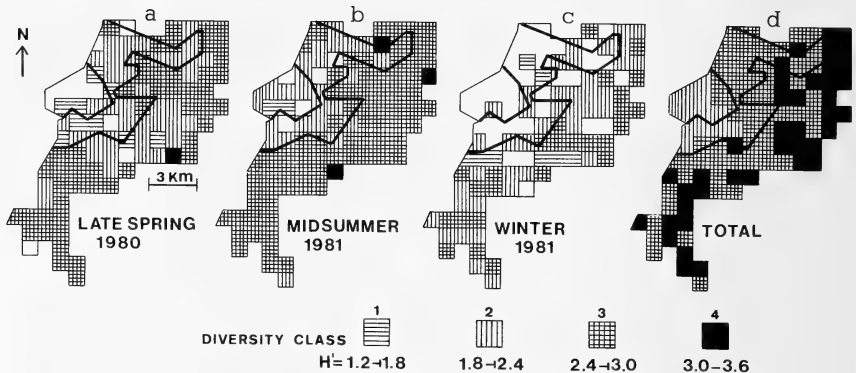 a b c d
N
3 Km
LATE SPRING
1980
MIDSUMMER
1981
WINTER
1981
TOTAL
1 2 3 4
DIVERSITY CLASS
H'= 1.2⊣1.8 1.8⊣2.4 2.4⊣3.0 3.0–3.6